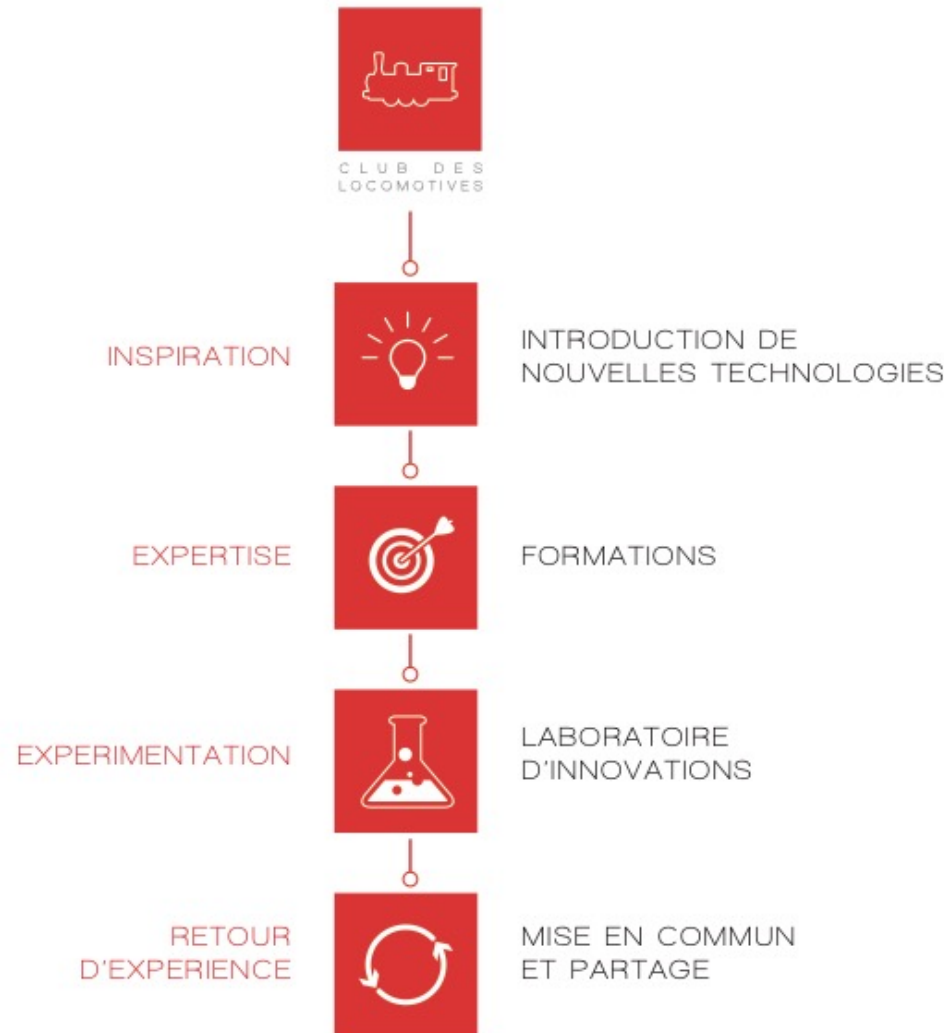 CLUB DES
LOCOMOTIVES
INSPIRATION
INTRODUCTION DE
NOUVELLES TECHNOLOGIES
EXPERTISE
FORMATIONS
EXPERIMENTATION
LABORATOIRE
D'INNOVATIONS
RETOUR
D'EXPERIENCE
MISE EN COMMUN
ET PARTAGE